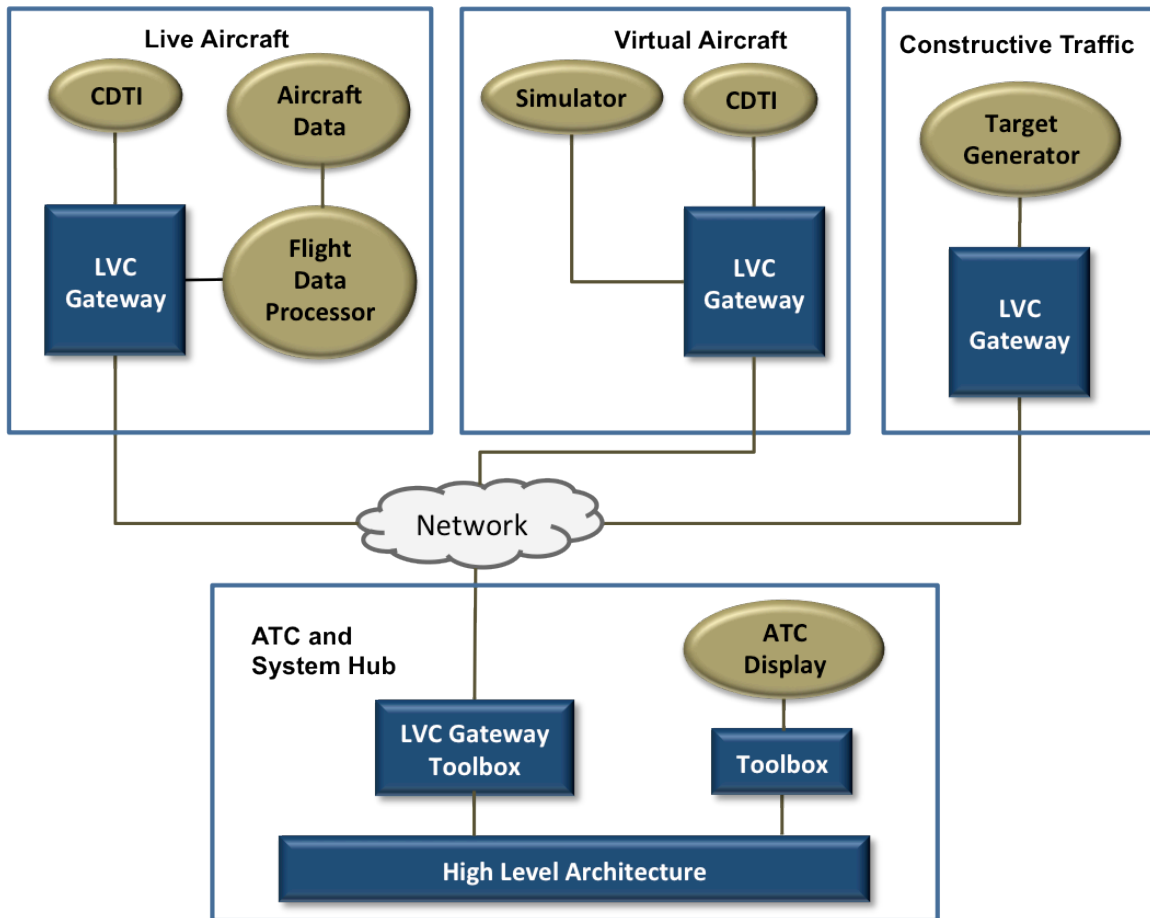 Live Aircraft
CDTI
Aircraft
Data
LVC
Gateway
Flight
Data
Processor
Virtual Aircraft
Simulator
CDTI
LVC
Gateway
Constructive Traffic
Target
Generator
LVC
Gateway
Network
ATC and
System Hub
ATC
Display
LVC Gateway
Toolbox
Toolbox
High Level Architecture